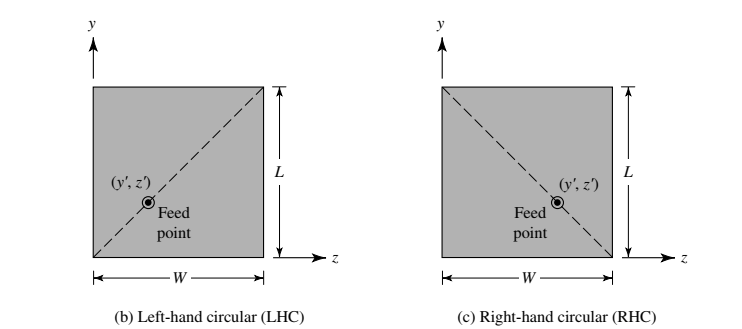 y
y
(y′, z′)
L
Feed
point
z
W
(y′, z′)
L
Feed
point
z
W
(b) Left-hand circular (LHC)
(c) Right-hand circular (RHC)